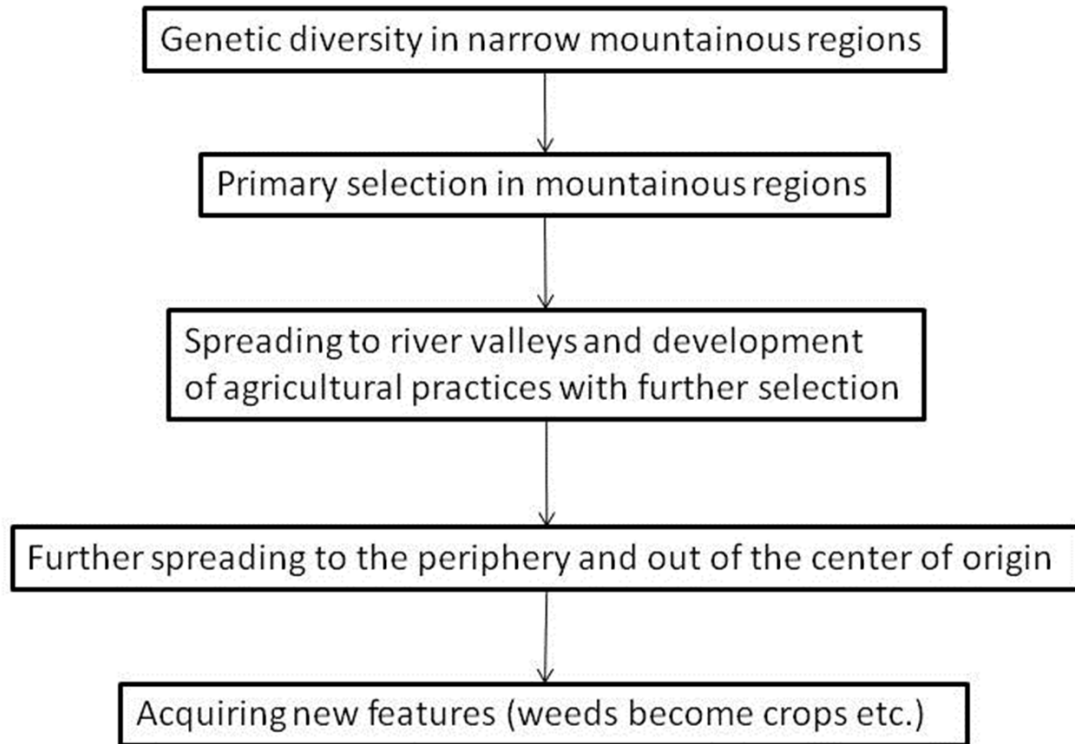 Genetic diversity in narrow mountainous regions
Primary selection in mountainous regions
Spreading to river valleys and development
of agricultural practices with further selection
Further spreading to the periphery and out of the center of origin
Acquiring new features (weeds become crops etc.)